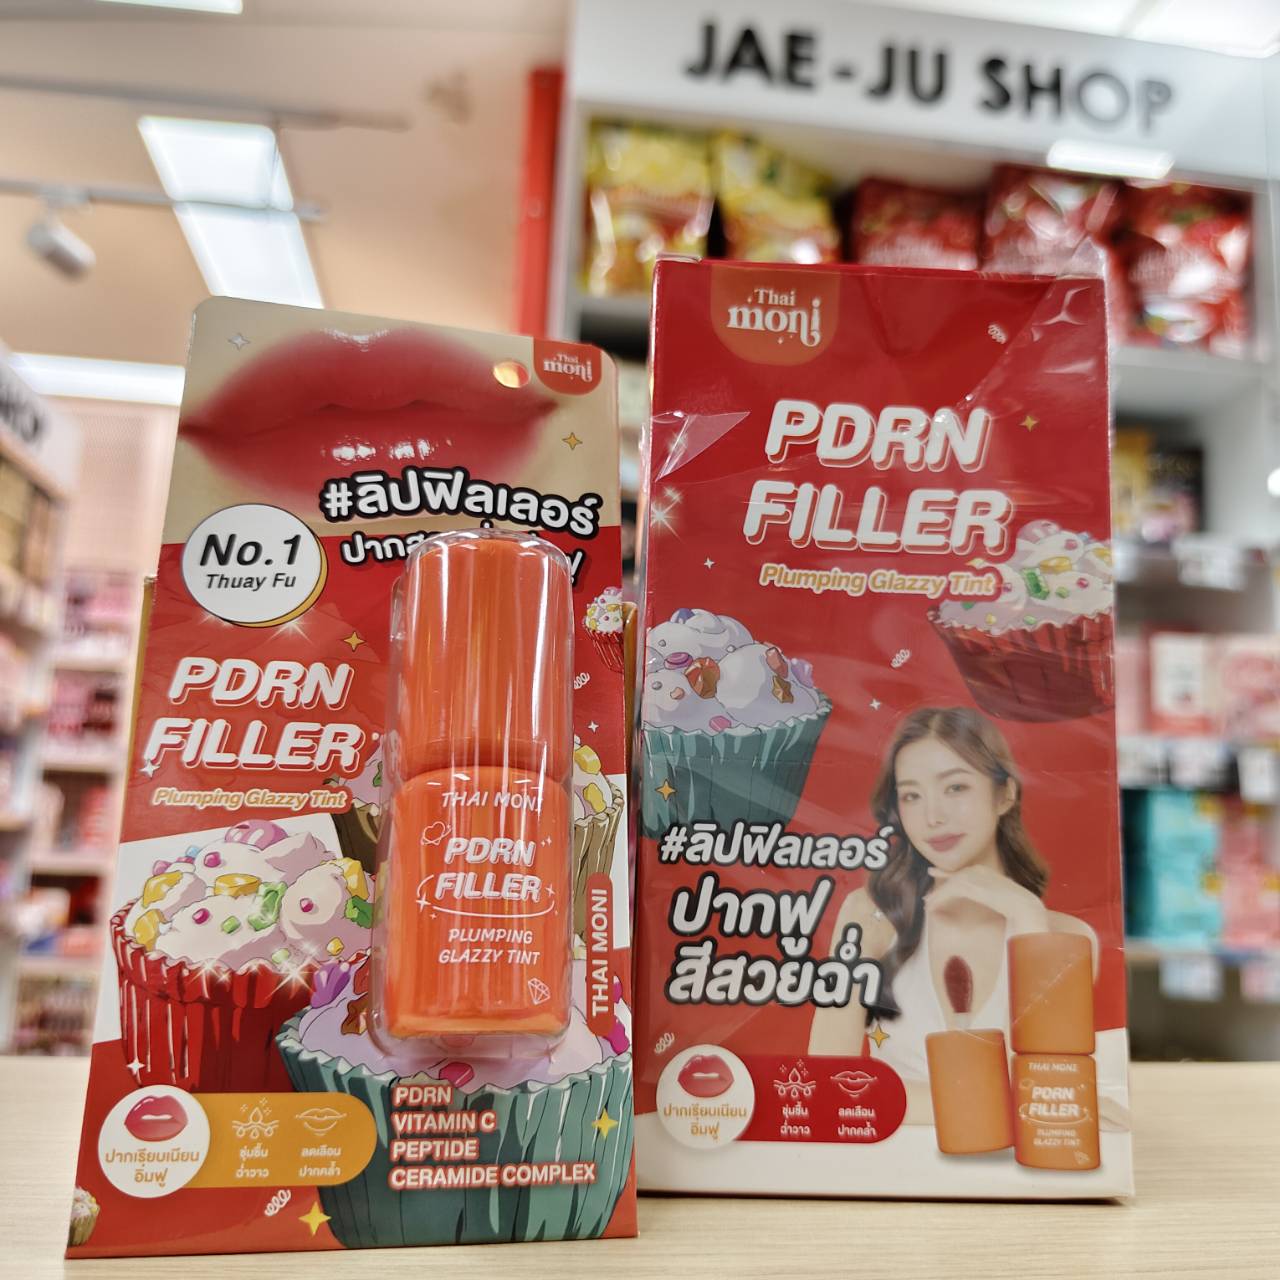 JAE-JU SHOP
Thai
moni
#ลิปฟิลเลอร์
No.1
Thuay Fu
PDRN
FILLER
Plumping Glazzy Tint
THAI MONI
PDRN
FILLER
PLUMPING
GLAZZY TINT
THAI MONI
ปากเรียบเนียน
อิ่มฟู
ชุ่มชื้น
ฉ่ำวาว
ลดเลือน
ปากคล้ำ
PDRN
VITAMIN C
PEPTIDE
CERAMIDE COMPLEX
Thai
moni
PDRN
FILLER
Plumping Glazzy Tint
#ลิปฟิลเลอร์
ปากฟู
สีสวยฉ่ำ
ปากเรียบเนียน
อิ่มฟู
ชุ่มชื้น
ฉ่ำวาว
ลดเลือน
ปากคล้ำ
THAI MONI
PDRN
FILLER
PLUMPING
GLAZZY TINT